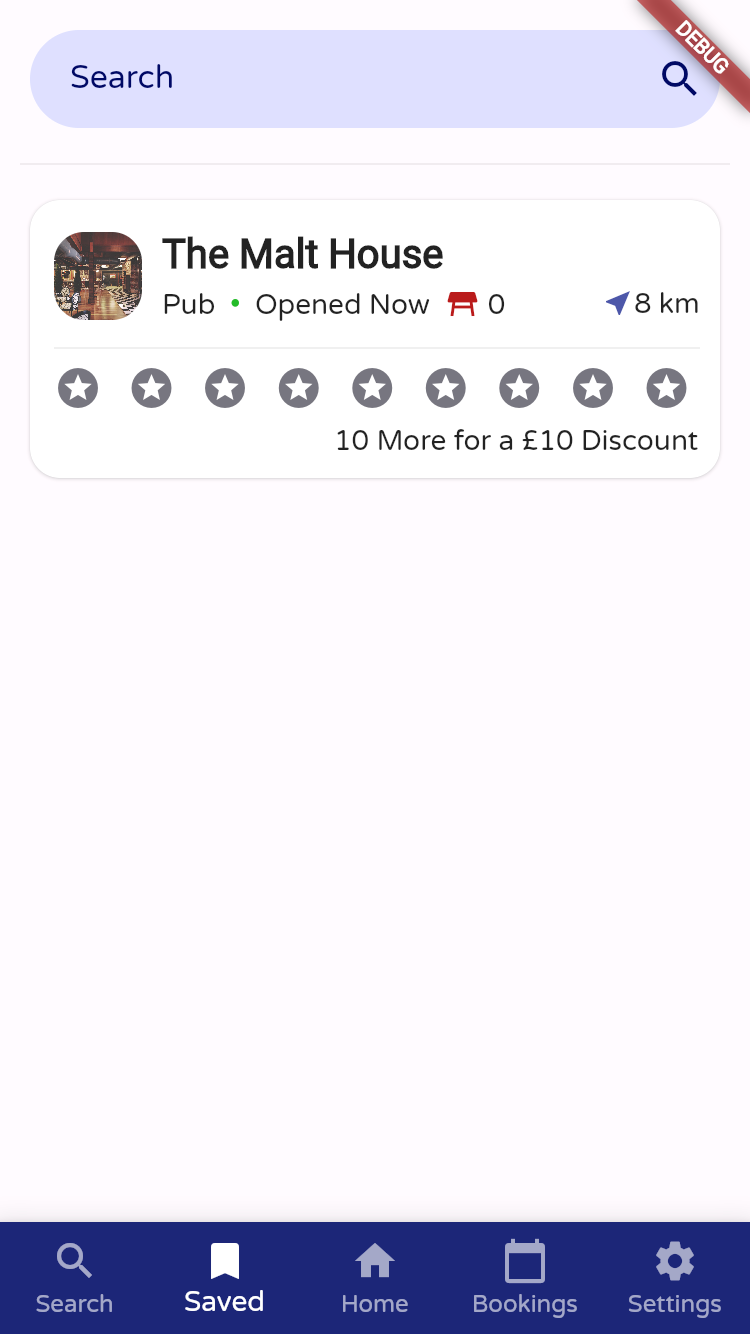 DEBUG
Search
The Malt House
Pub • Opened Now 0 8 km
10 More for a £10 Discount
Search Saved Home Bookings Settings